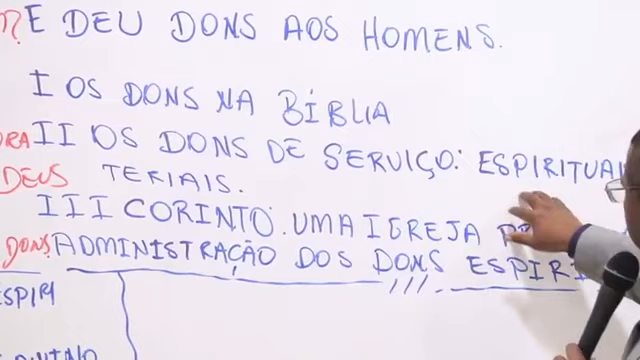 E DEU DONS AOS HOMENS.
I OS DONS NA BÍBLIA
II OS DONS DE SERVIÇO: ESPIRITUAI
DEUS TERIAIS.
III CORINTO. UMA IGREJA
DONS ADMINISTRAÇÃO DOS DONS ESPIRI